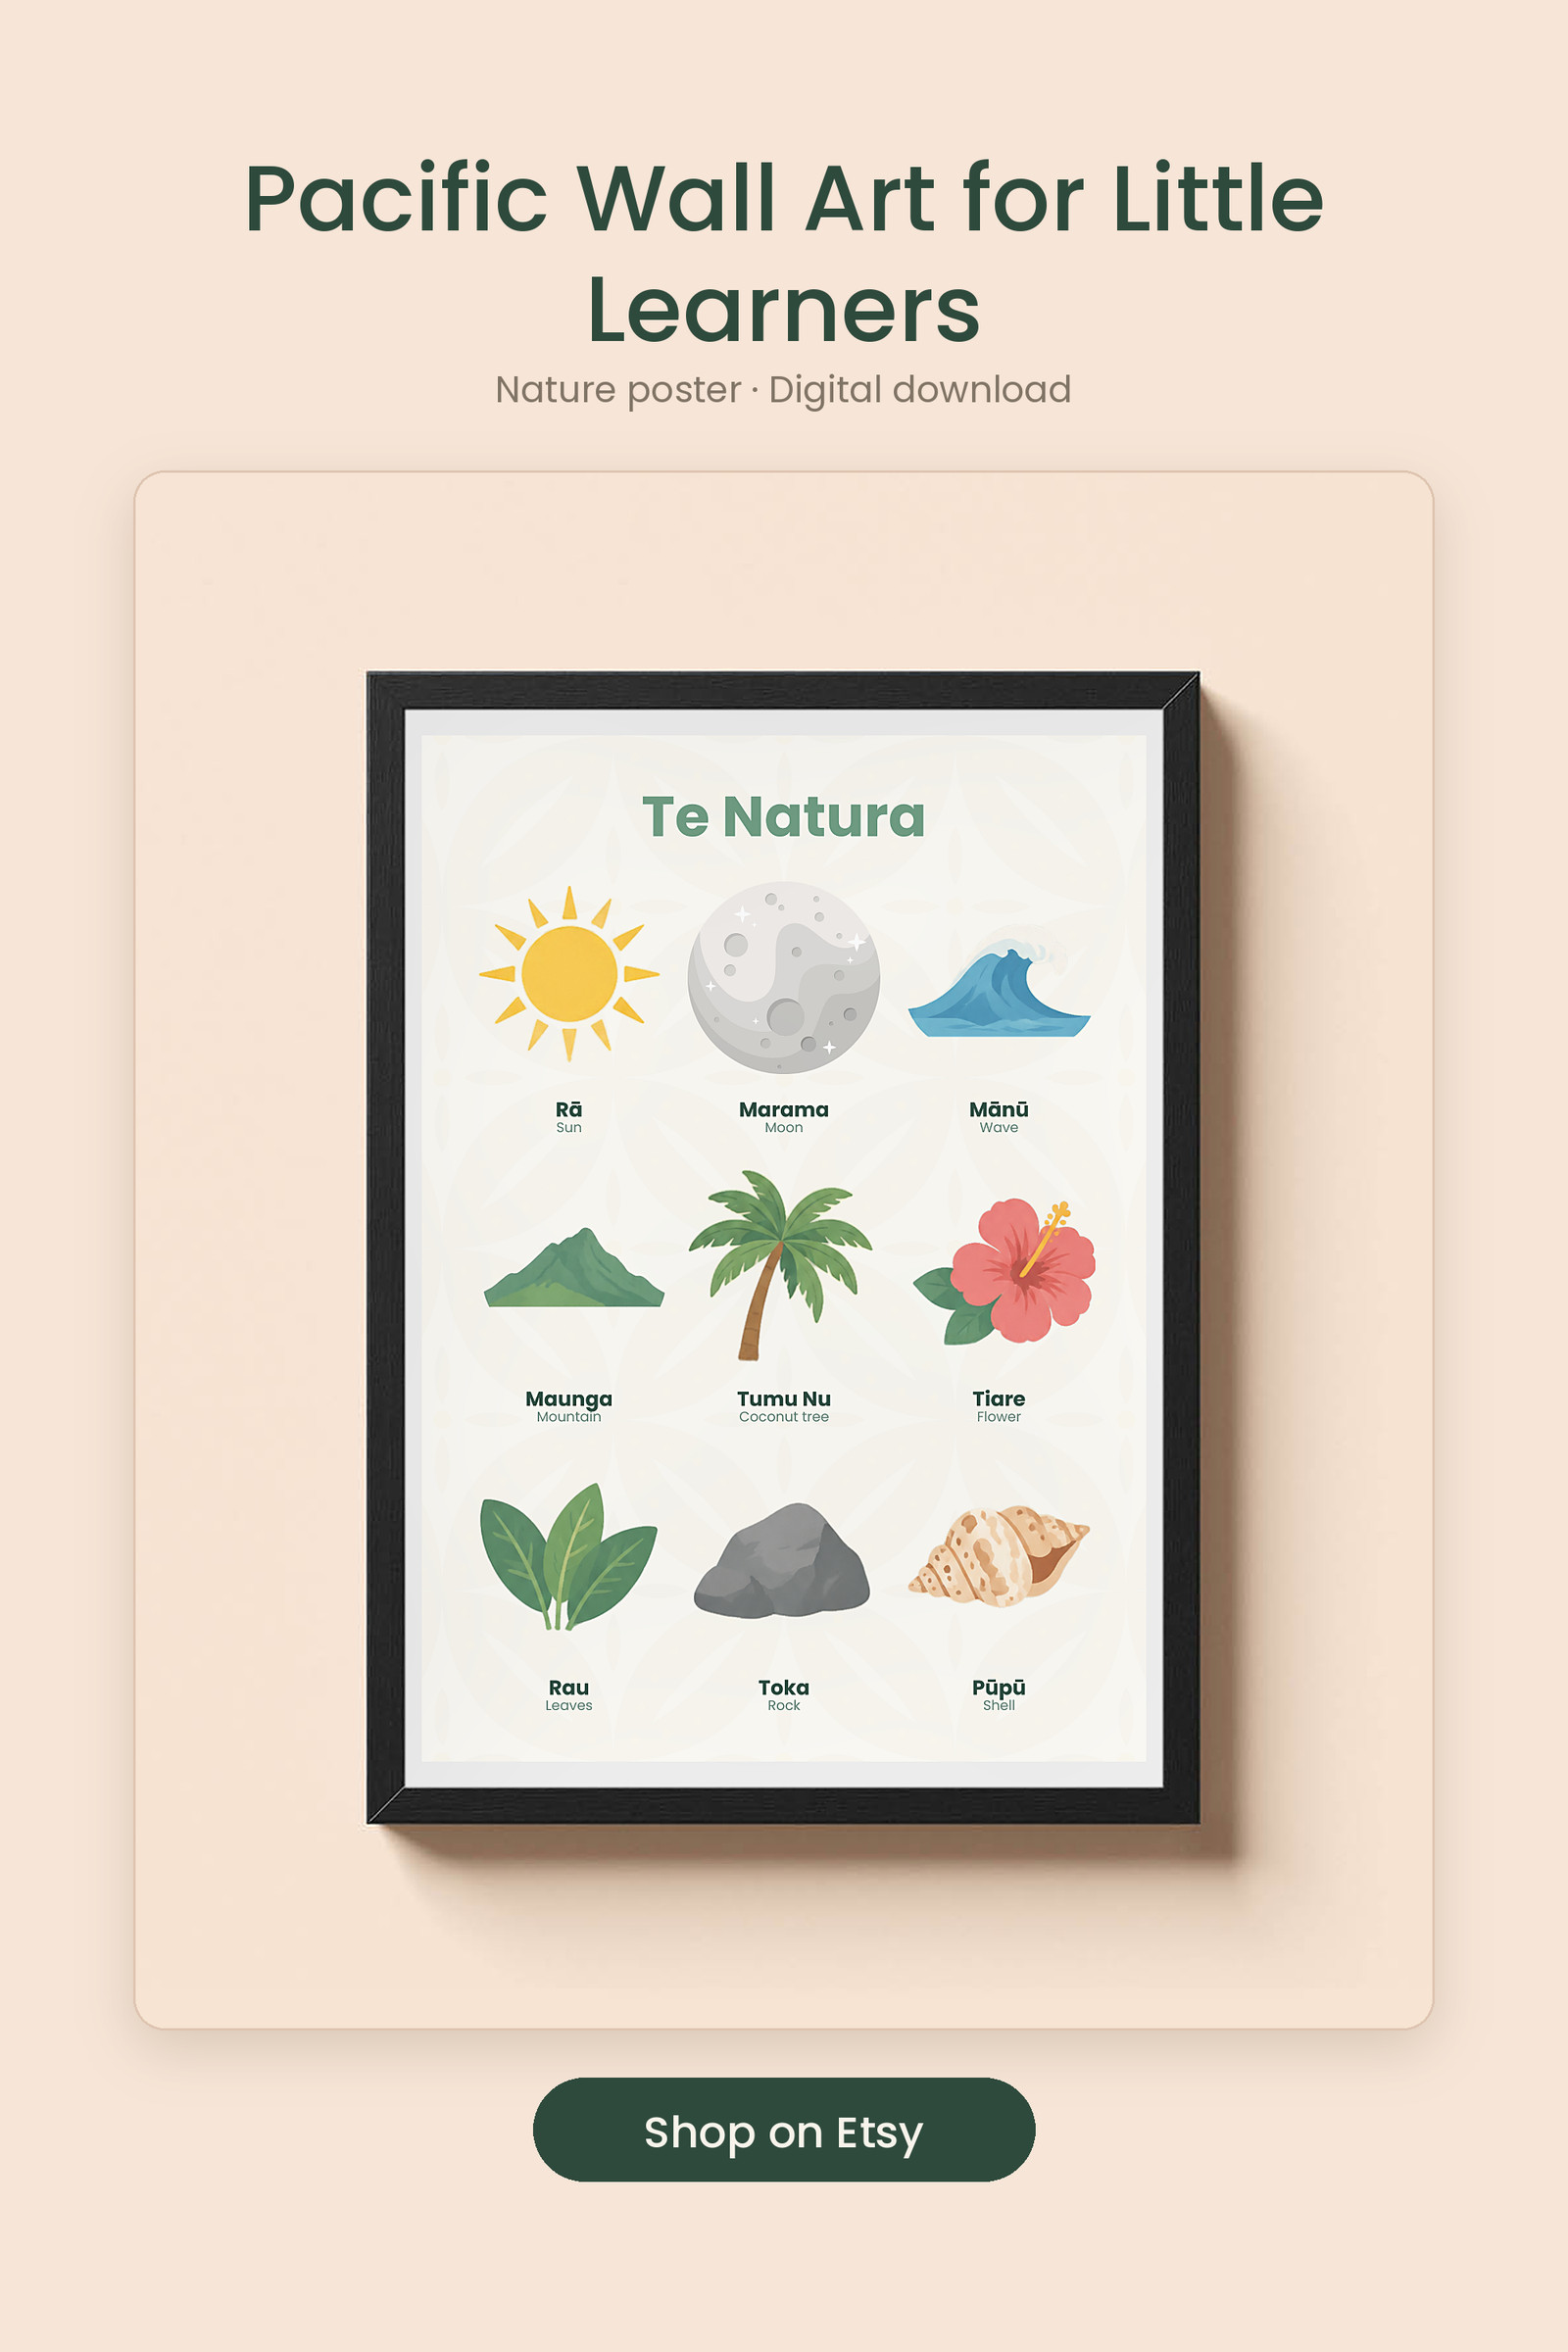 Pacific Wall Art for Little
Learners
Nature poster · Digital download
Te Natura
Rā
Sun
Marama
Moon
Mānū
Wave
Maunga
Mountain
Tumu Nu
Coconut tree
Tiare
Flower
Rau
Leaves
Toka
Rock
Pūpū
Shell
Shop on Etsy